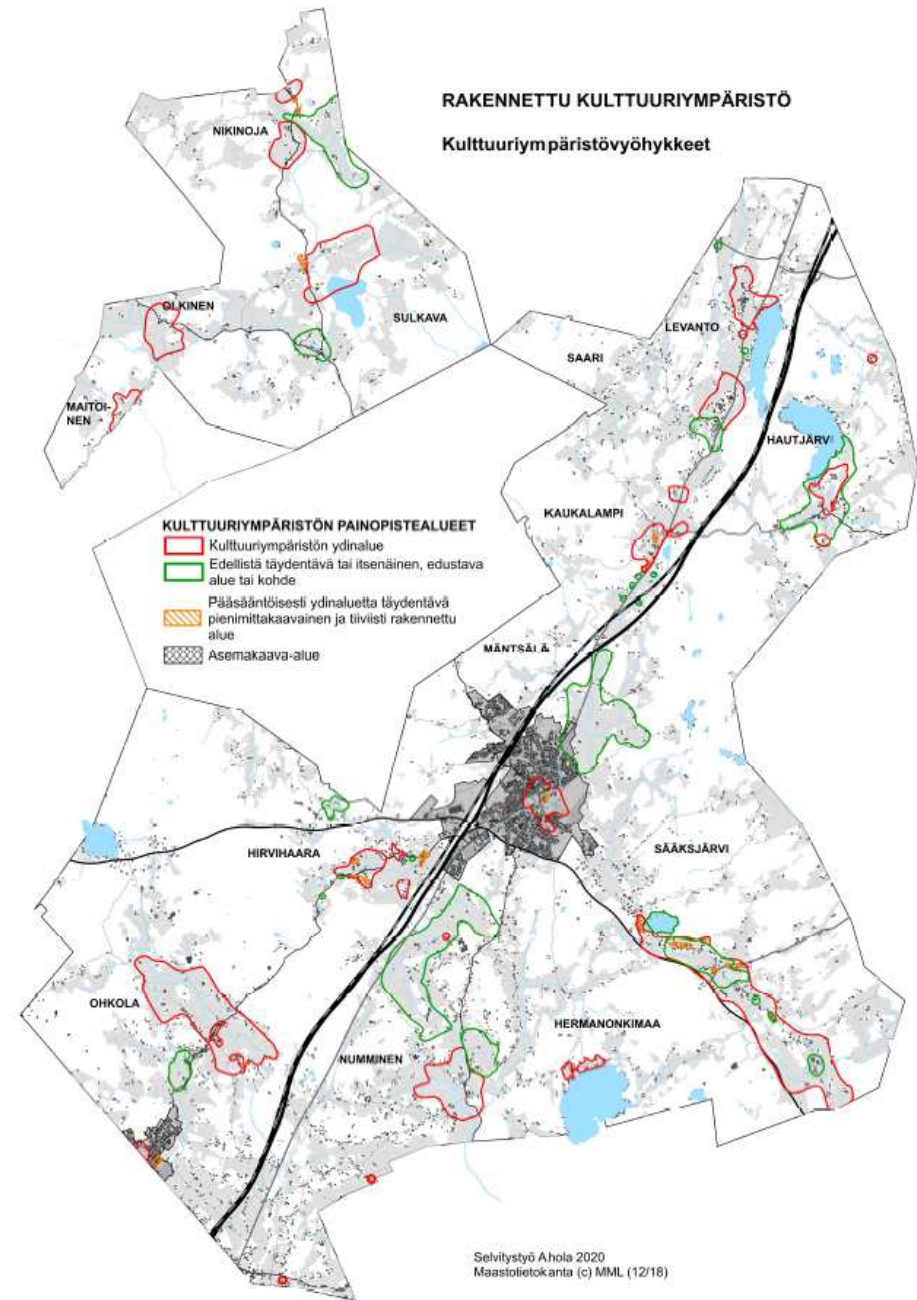 RAKENNETTU KULTTUURIYMPÄRISTÖ
Kulttuuriympäristövyöhykkeet
NIKINOJA
OLKINEN
SULKAVA
MAITOI-
NEN
LEVANTO
SAARI
HAUTJÄRVI
KAUKALAMPI
KULTTUURIYMPÄRISTÖN PAINOPISTEALUEET
Kulttuuriympäristön ydinalue
Edellistä täydentävä tai itsenäinen, edustava
alue tai kohde
Pääsääntöisesti ydinaluetta täydentävä
pienimittakaavainen ja tiiviisti rakennettu
alue
Asemakaava-alue
MÄNTSÄLÄ
HIRVIHAARA
SÄÄKSJÄRVI
OHKOLA
HERMANONKIMAA
NUMMINEN
Selvitystyö Ahola 2020
Maastotietokanta (c) MML (12/18)